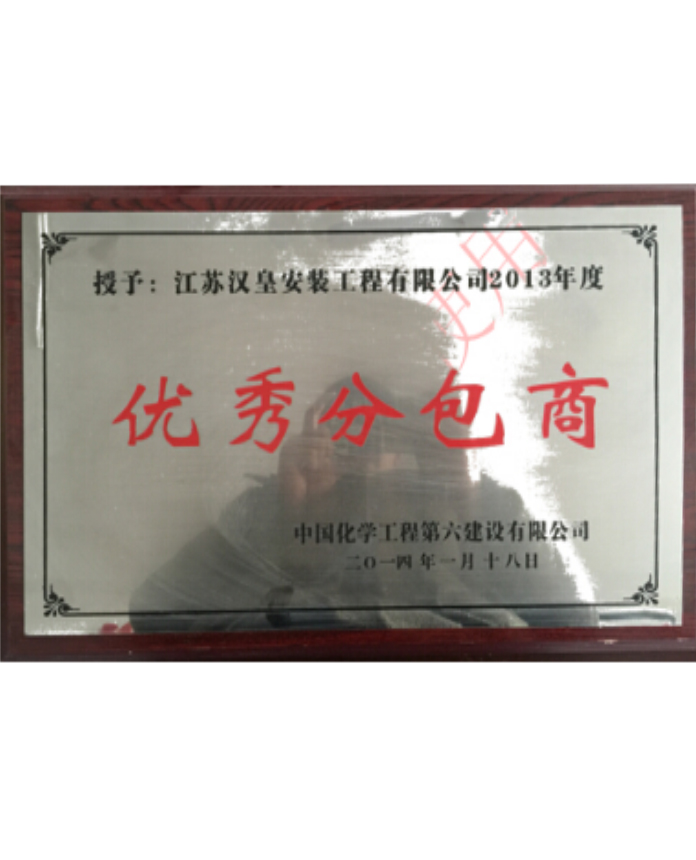 授予：江苏汉皇安装工程有限公司2013年度
使用
优秀分包商
中国化学工程第六建设有限公司
二〇一四年一月十八日